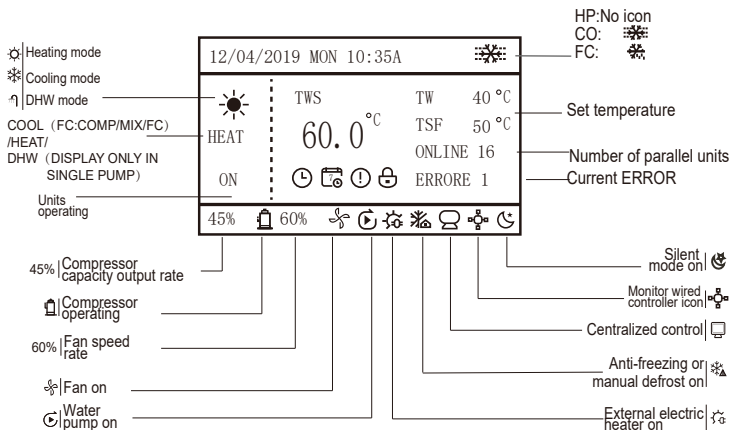 HP:No icon
CO:
FC:
Heating mode
Cooling mode
DHW mode
COOL（FC:COMP/MIX/FC）
/HEAT/
DHW（DISPLAY ONLY IN
SINGLE PUMP）
Units
operating
12/04/2019 MON 10:35A
HEAT
ON
TWS
60.0°C
7
TW 40 °C
TSF 50 °C
ONLINE 16
ERRORE 1
45% 60%
Set temperature
Number of parallel units
Current ERROR
45% Compressor
capacity output rate
Compressor
operating
60% Fan speed
rate
Fan on
Water
pump on
Silent
mode on
Monitor wired
controller icon
Centralized control
Anti-freezing or
manual defrost on
External electric
heater on